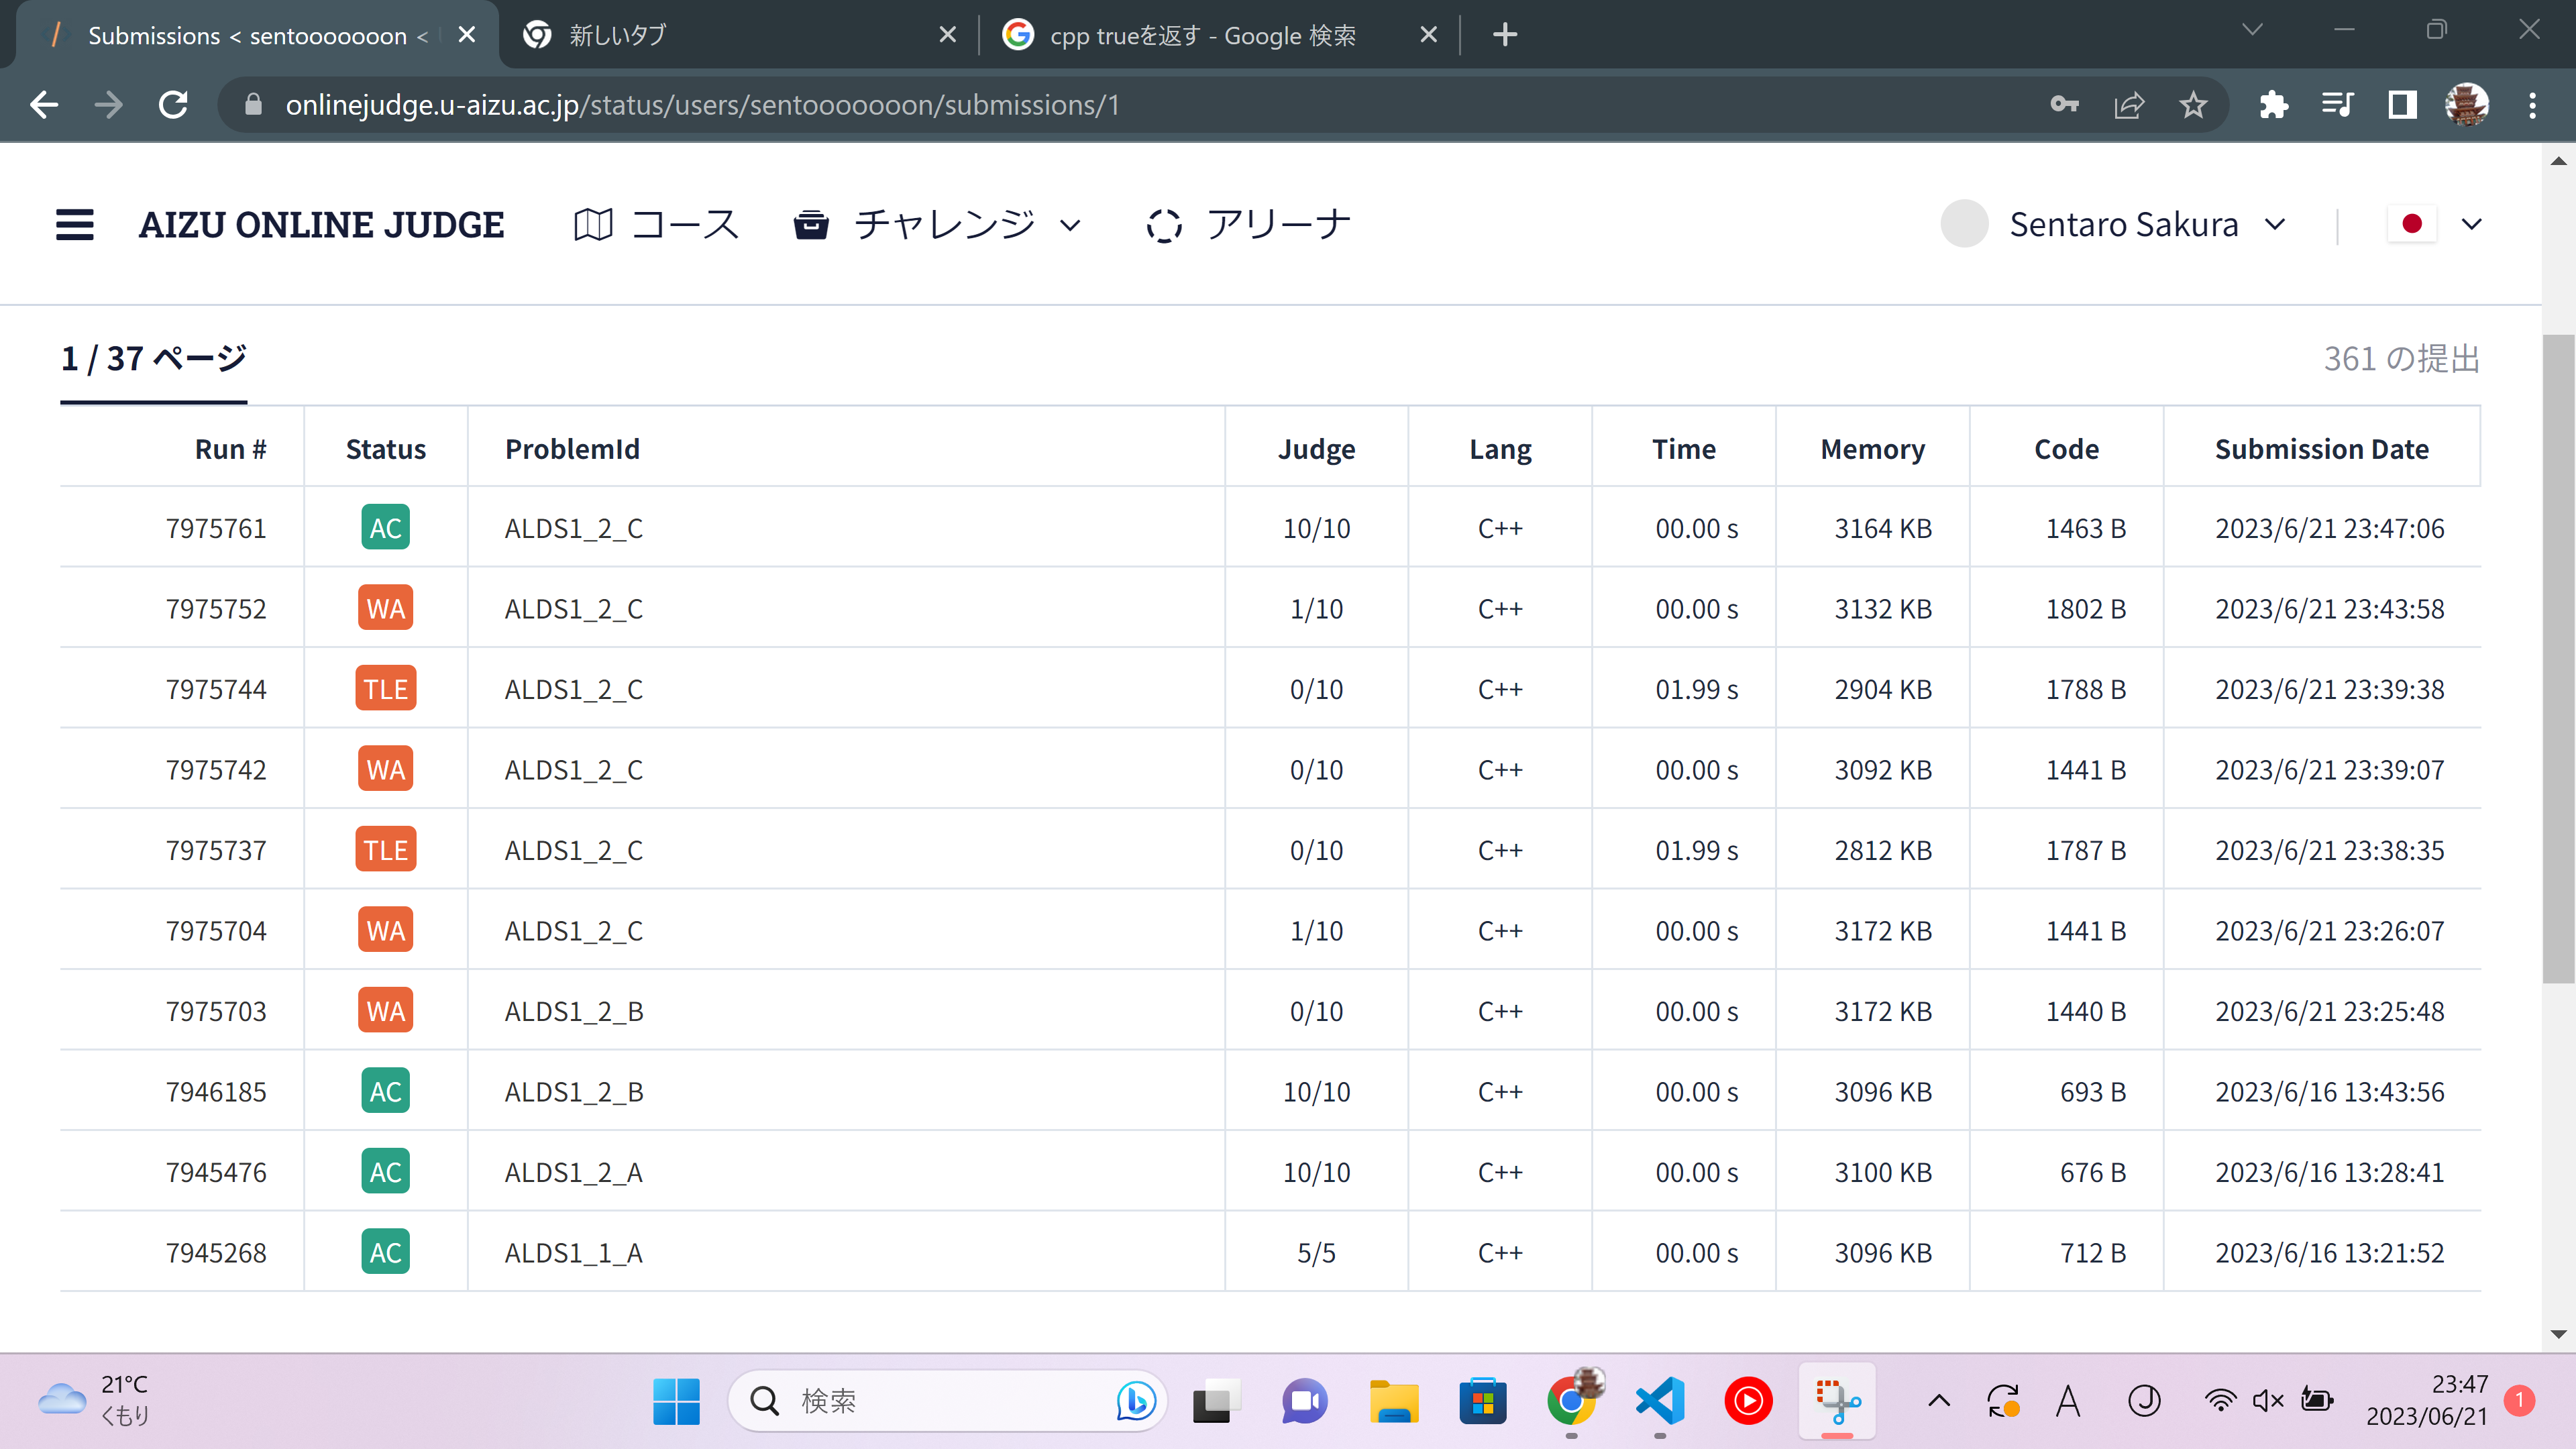 Submissions < sentooooooon <
新しいタブ
cpp trueを返す - Google 検索
onlinejudge.u-aizu.ac.jp/status/users/sentooooooon/submissions/1
AIZU ONLINE JUDGE コース チャレンジ アリーナ Sentaro Sakura
1 / 37 ページ 361 の提出
Run # Status ProblemId Judge Lang Time Memory Code Submission Date
7975761 AC ALDS1_2_C 10/10 C++ 00.00 s 3164 KB 1463 B 2023/6/21 23:47:06
7975752 WA ALDS1_2_C 1/10 C++ 00.00 s 3132 KB 1802 B 2023/6/21 23:43:58
7975744 TLE ALDS1_2_C 0/10 C++ 01.99 s 2904 KB 1788 B 2023/6/21 23:39:38
7975742 WA ALDS1_2_C 0/10 C++ 00.00 s 3092 KB 1441 B 2023/6/21 23:39:07
7975737 TLE ALDS1_2_C 0/10 C++ 01.99 s 2812 KB 1787 B 2023/6/21 23:38:35
7975704 WA ALDS1_2_C 1/10 C++ 00.00 s 3172 KB 1441 B 2023/6/21 23:26:07
7975703 WA ALDS1_2_B 0/10 C++ 00.00 s 3172 KB 1440 B 2023/6/21 23:25:48
7946185 AC ALDS1_2_B 10/10 C++ 00.00 s 3096 KB 693 B 2023/6/16 13:43:56
7945476 AC ALDS1_2_A 10/10 C++ 00.00 s 3100 KB 676 B 2023/6/16 13:28:41
7945268 AC ALDS1_1_A 5/5 C++ 00.00 s 3096 KB 712 B 2023/6/16 13:21:52
21°C
くもり
検索
A
J
23:47
2023/06/21
1